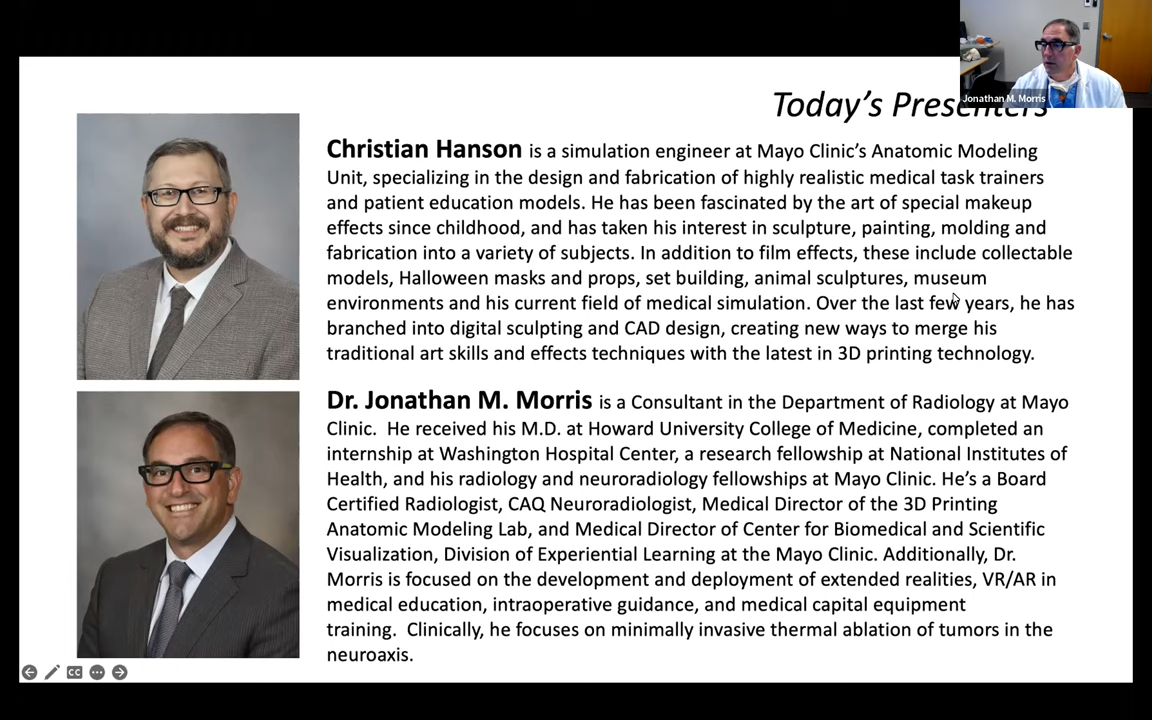 Today's Presenters
Jonathan M. Morris
Christian Hanson is a simulation engineer at Mayo Clinic's Anatomic Modeling
Unit, specializing in the design and fabrication of highly realistic medical task trainers
and patient education models. He has been fascinated by the art of special makeup
effects since childhood, and has taken his interest in sculpture, painting, molding and
fabrication into a variety of subjects. In addition to film effects, these include collectable
models, Halloween masks and props, set building, animal sculptures, museum
environments and his current field of medical simulation. Over the last few years, he has
branched into digital sculpting and CAD design, creating new ways to merge his
traditional art skills and effects techniques with the latest in 3D printing technology.
Dr. Jonathan M. Morris is a Consultant in the Department of Radiology at Mayo
Clinic. He received his M.D. at Howard University College of Medicine, completed an
internship at Washington Hospital Center, a research fellowship at National Institutes of
Health, and his radiology and neuroradiology fellowships at Mayo Clinic. He's a Board
Certified Radiologist, CAQ Neuroradiologist, Medical Director of the 3D Printing
Anatomic Modeling Lab, and Medical Director of Center for Biomedical and Scientific
Visualization, Division of Experiential Learning at the Mayo Clinic. Additionally, Dr.
Morris is focused on the development and deployment of extended realities, VR/AR in
medical education, intraoperative guidance, and medical capital equipment
training. Clinically, he focuses on minimally invasive thermal ablation of tumors in the
neuroaxis.
CC